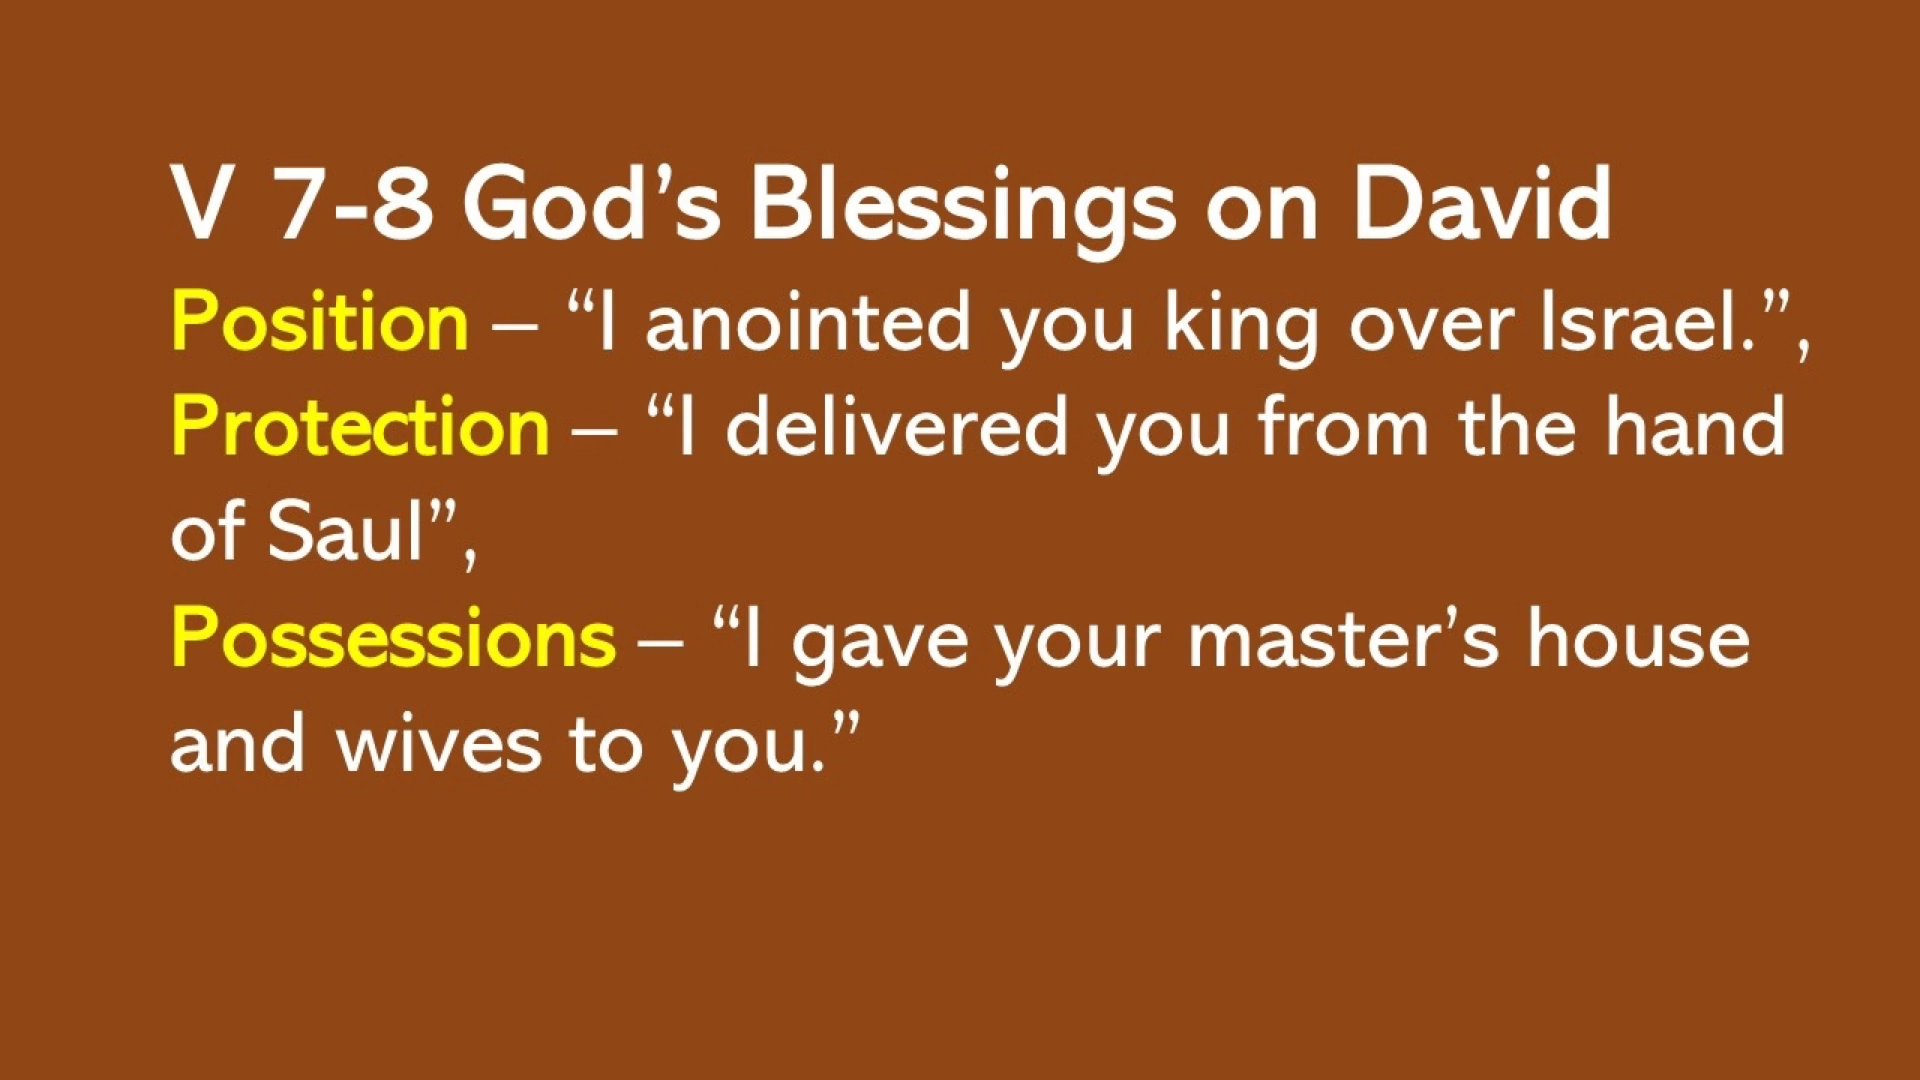 V 7-8 God’s Blessings on David
Position – “I anointed you king over Israel.”,
Protection – “I delivered you from the hand
of Saul”,
Possessions – “I gave your master’s house
and wives to you.”